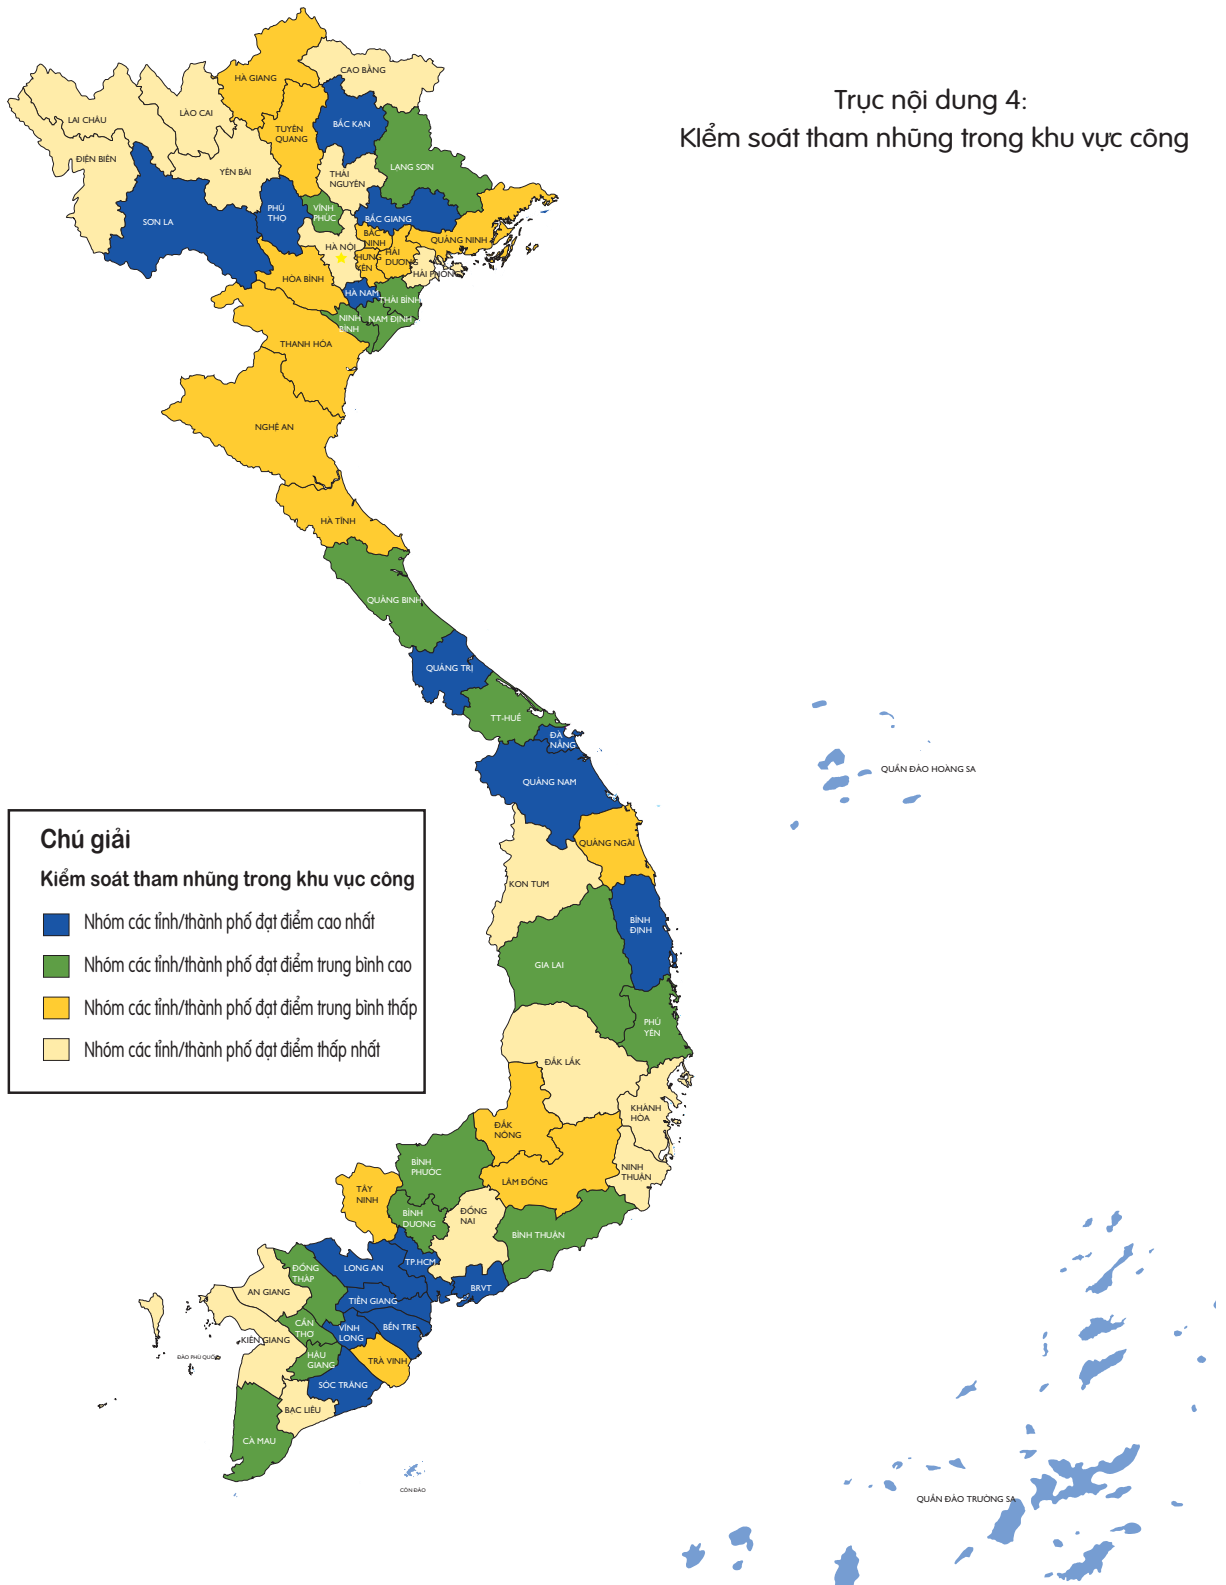 Trục nội dung 4:
Kiểm soát tham nhũng trong khu vực công
HÀ GIANG
CAO BẰNG
LÀO CAI
LAI CHÂU
BẮC KẠN
TUYÊN
QUANG
ĐIỆN BIÊN
LẠNG SƠN
YÊN BÁI
THÁI
NGUYÊN
SƠN LA
PHÚ
THỌ
VĨNH
PHÚC
BẮC GIANG
BẮC
NINH
QUẢNG NINH
HÀ NỘI
HƯNG
YÊN
HẢI
DƯƠNG
HẢI PHÒNG
HÒA BÌNH
HÀ NAM
THÁI BÌNH
NINH
BÌNH
NAM ĐỊNH
THANH HÓA
NGHỆ AN
HÀ TĨNH
QUẢNG BÌNH
QUẢNG TRỊ
TT-HUẾ
ĐÀ
NẴNG
QUẢNG NAM
QUẦN ĐẢO HOÀNG SA
QUẢNG NGÃI
KON TUM
BÌNH
ĐỊNH
GIA LAI
PHÚ
YÊN
ĐẮK LẮK
KHÁNH
HÒA
ĐẮK
NÔNG
NINH
THUẬN
LÂM ĐỒNG
BÌNH
PHƯỚC
TÂY
NINH
BÌNH
DƯƠNG
ĐỒNG
NAI
BÌNH THUẬN
TP.HCM
LONG AN
ĐỒNG
THÁP
BRVT
AN GIANG
TIỀN GIANG
BẾN TRE
CẦN
THƠ
VĨNH
LONG
KIÊN GIANG
HẬU
GIANG
TRÀ VINH
ĐẢO PHÚ QUỐC
SÓC TRĂNG
BẠC LIÊU
CÀ MAU
CÔN ĐẢO
QUẦN ĐẢO TRƯỜNG SA
Chú giải
Kiểm soát tham nhũng trong khu vực công
Nhóm các tỉnh/thành phố đạt điểm cao nhất
Nhóm các tỉnh/thành phố đạt điểm trung bình cao
Nhóm các tỉnh/thành phố đạt điểm trung bình thấp
Nhóm các tỉnh/thành phố đạt điểm thấp nhất